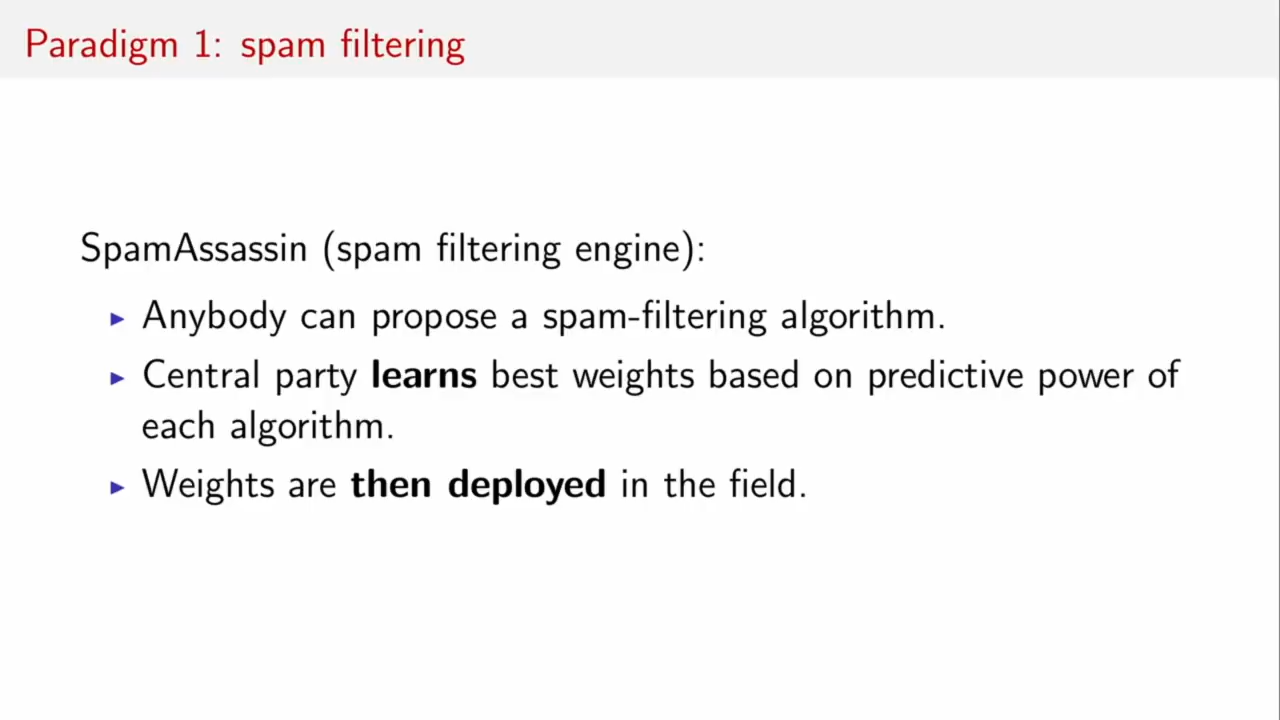 Paradigm 1: spam filtering
SpamAssassin (spam filtering engine):
▶ Anybody can propose a spam-filtering algorithm.
▶ Central party learns best weights based on predictive power of
each algorithm.
▶ Weights are then deployed in the field.